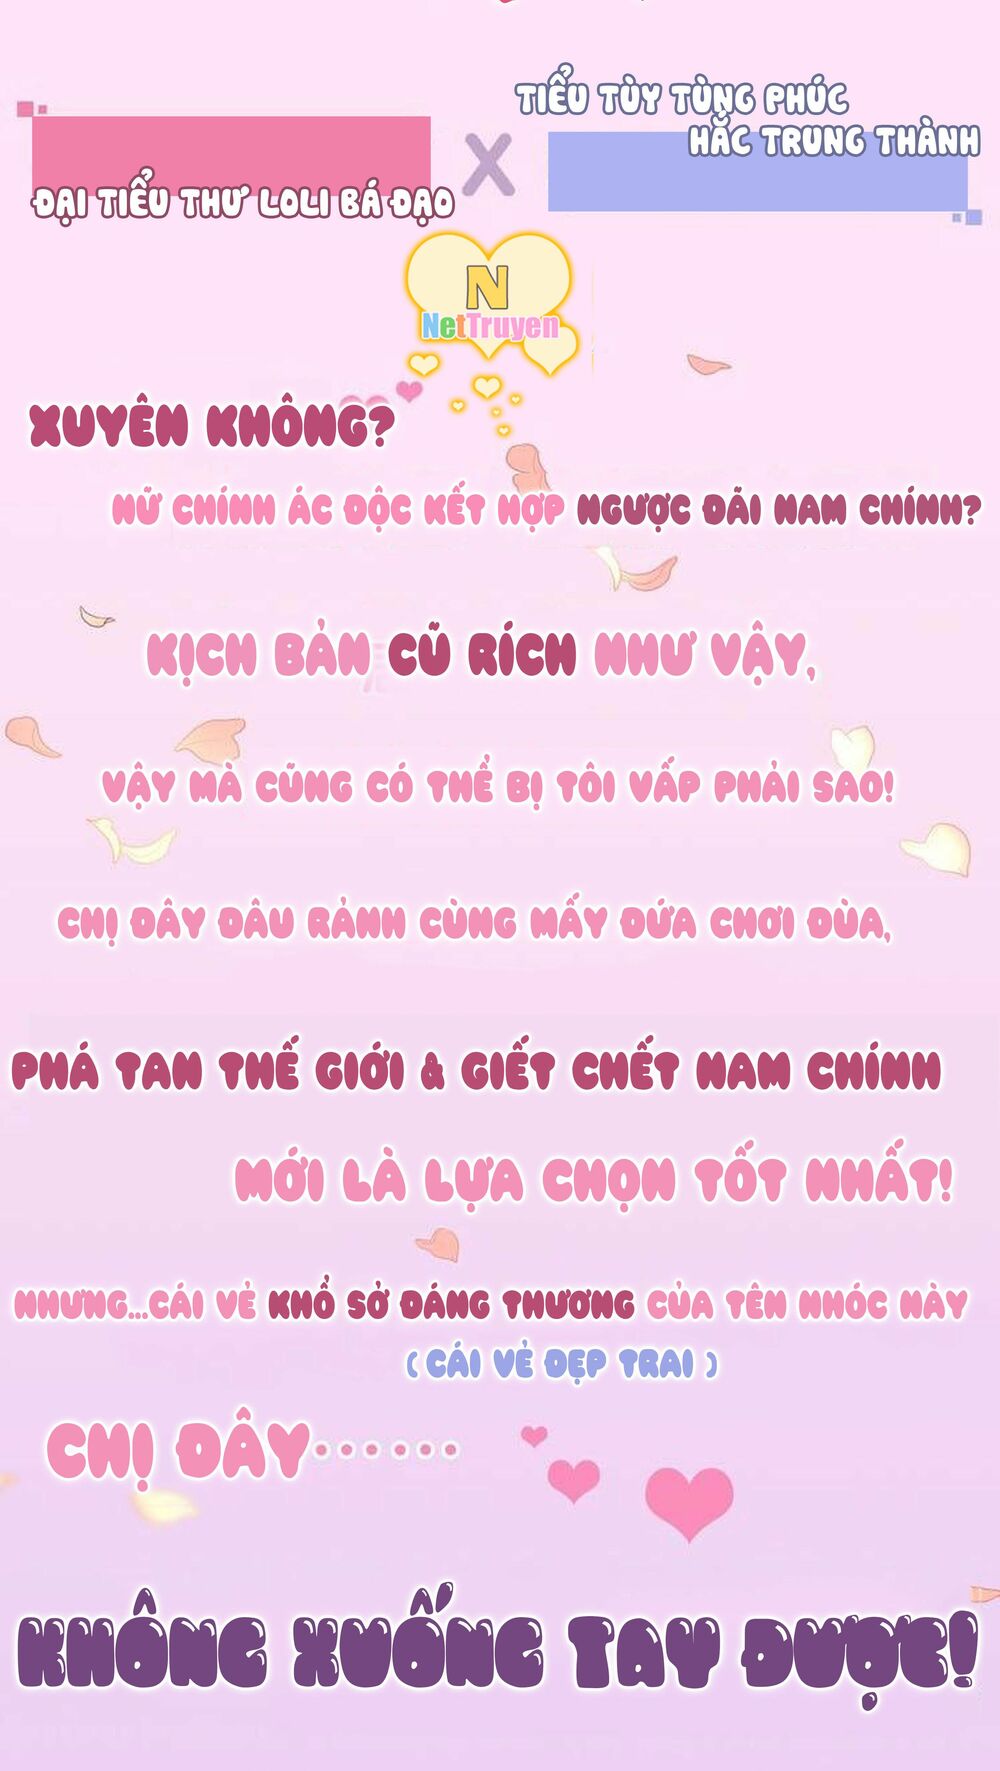 TIỂU TÙY TÙNG PHÚC
HẮC TRUNG THÀNH
X
ĐẠI TIỂU THƯ LOLI BÁ ĐẠO
N
NetTruyen
XUYÊN KHÔNG?
NỮ CHÍNH ÁC ĐỘC KẾT HỢP NGƯỢC ĐÃI NAM CHÍNH?
KỊCH BẢN CŨ RÍCH NHƯ VẬY,
VẬY MÀ CŨNG CÓ THỂ BỊ TÔI VẤP PHẢI SAO!
CHỊ ĐÂY ĐÂU RẢNH CÙNG MẤY ĐỨA CHƠI ĐÙA,
PHÁ TAN THẾ GIỚI & GIẾT CHẾT NAM CHÍNH
MỚI LÀ LỰA CHỌN TỐT NHẤT!
NHƯNG...CÁI VẺ KHỔ SỞ ĐÁNG THƯƠNG CỦA TÊN NHÓC NÀY
( CÁI VẺ ĐẸP TRAI )
CHỊ ĐÂY......
KHÔNG XUỐNG TAY ĐƯỢC!